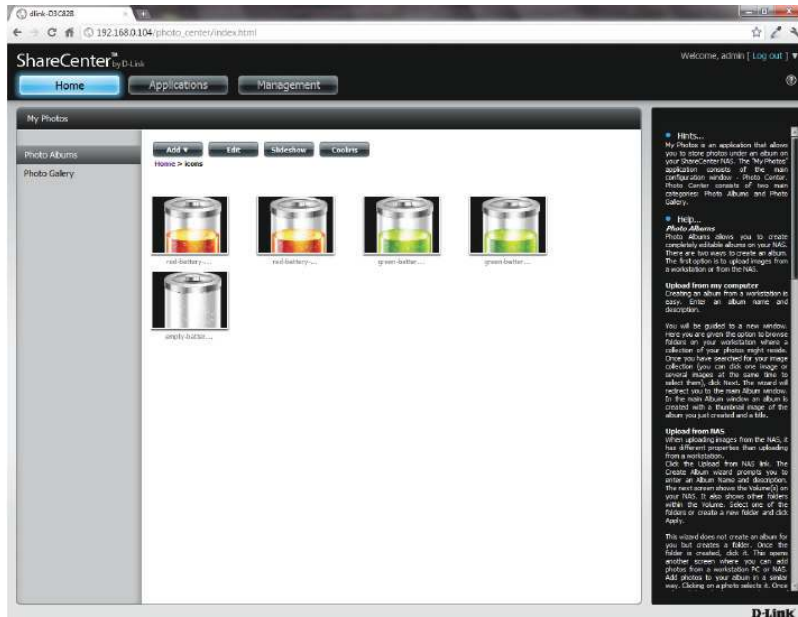 dlink-D3C828
192.168.0.104/photo_center/index.html
ShareCenter™ by D-Link
Welcome, admin [ Log out ] ▼
Home
Applications
Management
My Photos
Photo Albums
Photo Gallery
Add ▼
Edit
Slideshow
Cooliris
Home > icons
red-battery-...
red-battery-...
green-batter...
green-batter...
empty-batter...
Hints...
My Photos is an application that allows
you to store photos under an album on
your ShareCenter NAS. The "My Photos"
application consists of the main
configuration window - Photo Center.
Photo Center consists of two main
categories: Photo Albums and Photo
Gallery.
Help...
Photo Albums
Photo Albums allows you to create
completely editable albums on your NAS.
There are two ways to create an album.
The first option is to upload images from
a workstation or from the NAS.
Upload from my computer
Creating an album from a workstation is
easy. Enter an album name and
description.
You will be guided to a new window.
Here you are given the option to browse
folders on your workstation where a
collection of your photos might reside.
Once you have searched for your image
collection (you can click one image or
several images at the same time to
select them), click Next. The wizard will
redirect you to the main Album window.
In the main Album window an album is
created with a thumbnail image of the
album you just created and a title.
Upload from NAS
When uploading images from the NAS, it
has different properties than uploading
from a workstation.
Click the Upload from NAS link. The
Create Album wizard prompts you to
enter an Album Name and description.
The next screen shows the Volume(s) on
your NAS. It also shows other folders
within the Volume. Select one of the
folders or create a new folder and click
Apply.
This wizard does not create an album for
you but creates a folder. Once the
folder is created, click it. This opens
another screen where you can add
photos from a workstation PC or NAS.
Add photos to your album in a similar
way. Clicking on a photo selects it. Once
D-Link